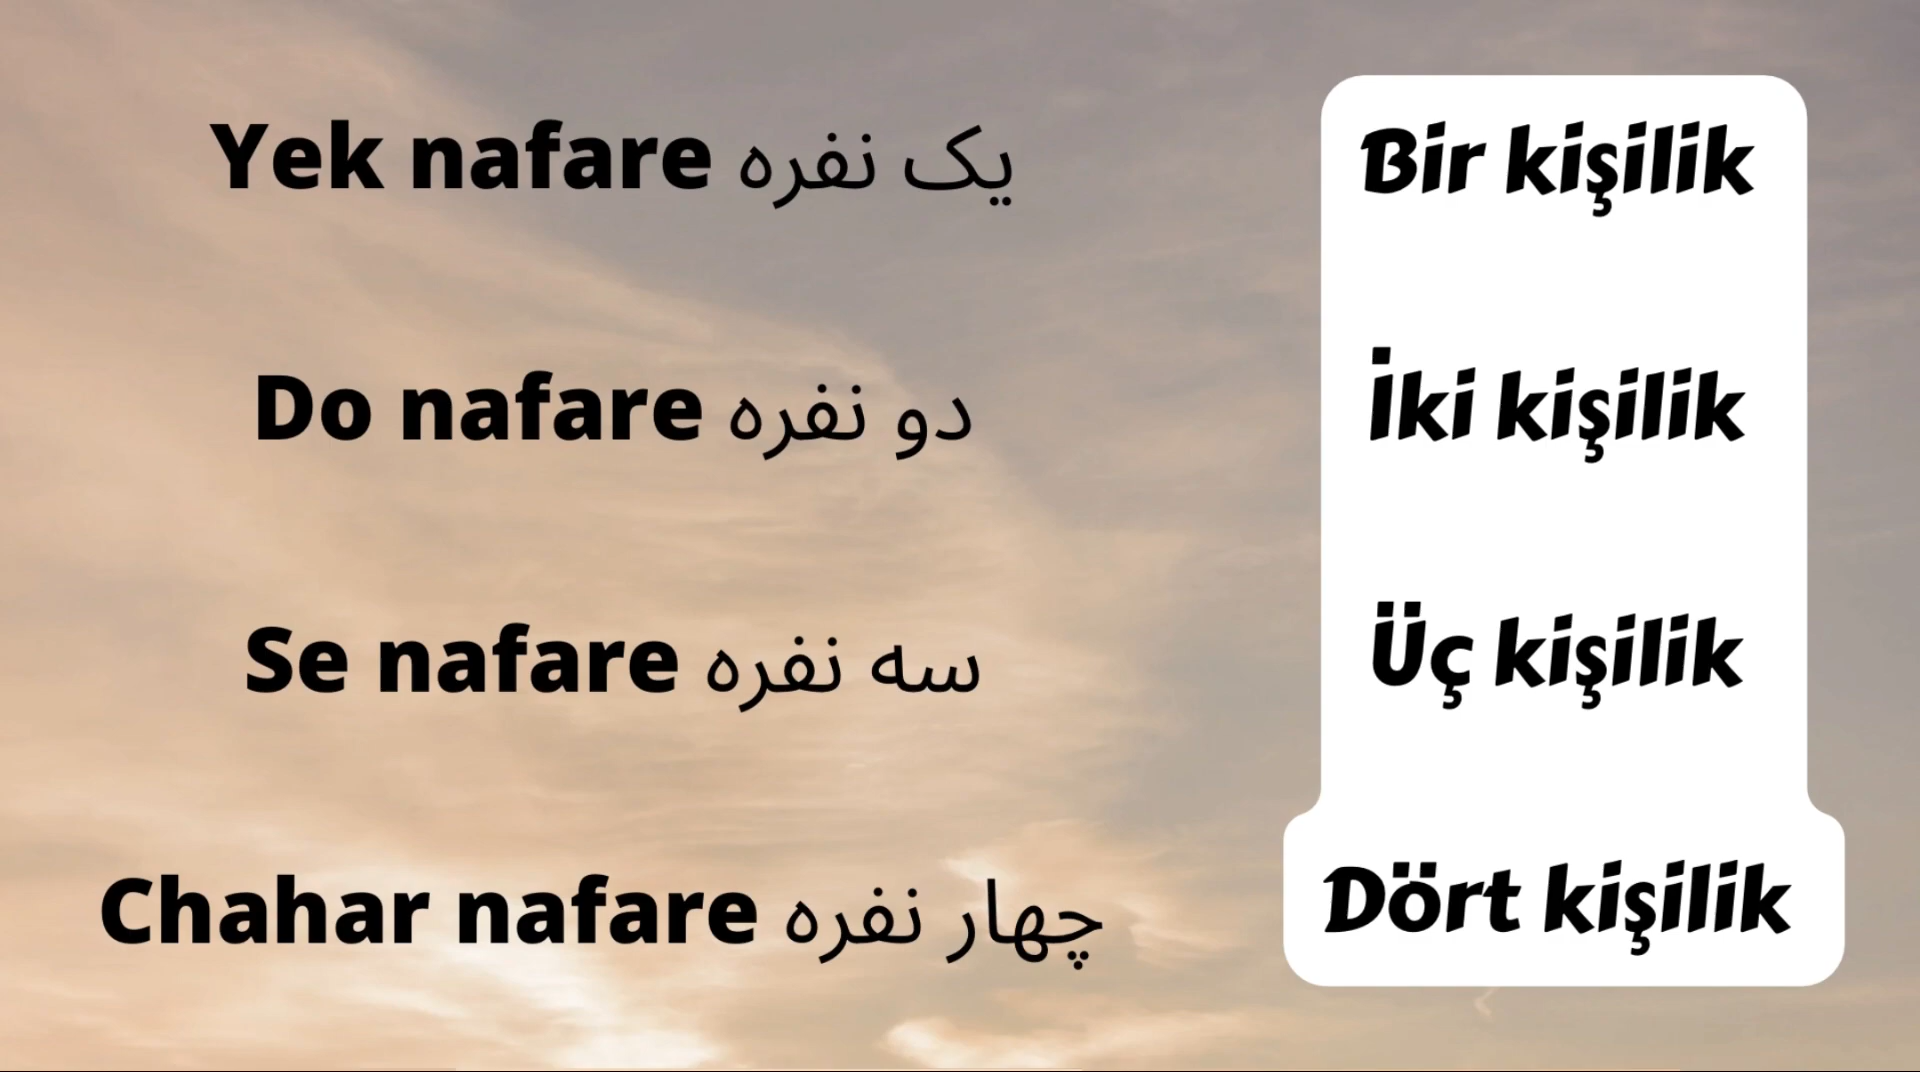 Yek nafare یک نفره
Bir kişilik
Do nafare دو نفره
İki kişilik
Se nafare سه نفره
Üç kişilik
Chahar nafare چهار نفره
Dört kişilik